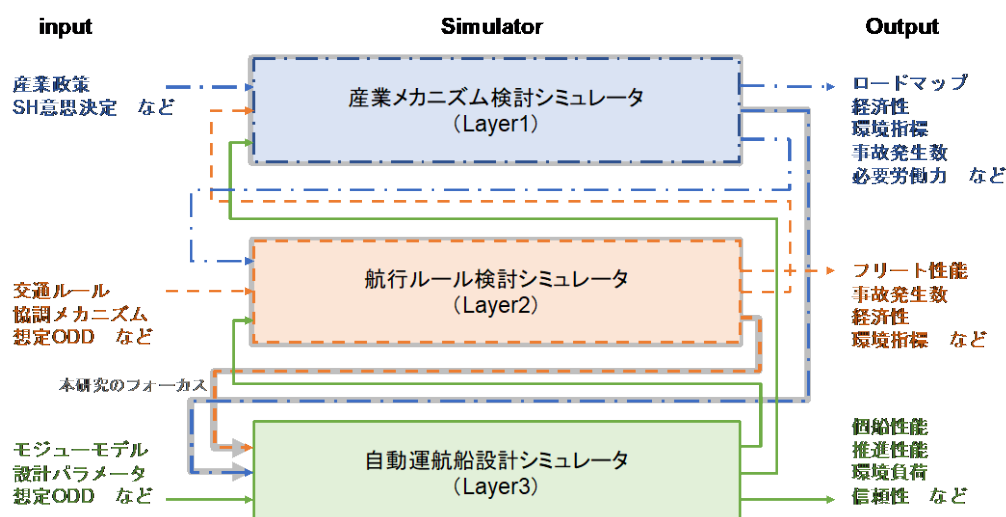 input
Simulator
Output
産業政策
SH意思決定 など
産業メカニズム検討シミュレータ
（Layer1）
ロードマップ
経済性
環境指標
事故発生数
必要労働力 など
交通ルール
協調メカニズム
想定ODD など
航行ルール検討シミュレータ
(Layer2)
フリート性能
事故発生数
経済性
環境指標 など
本研究のフォーカス
モジューモデル
設計パラメータ
想定ODD など
自動運航船設計シミュレータ
(Layer3)
個船性能
推進性能
環境負荷
信頼性 など